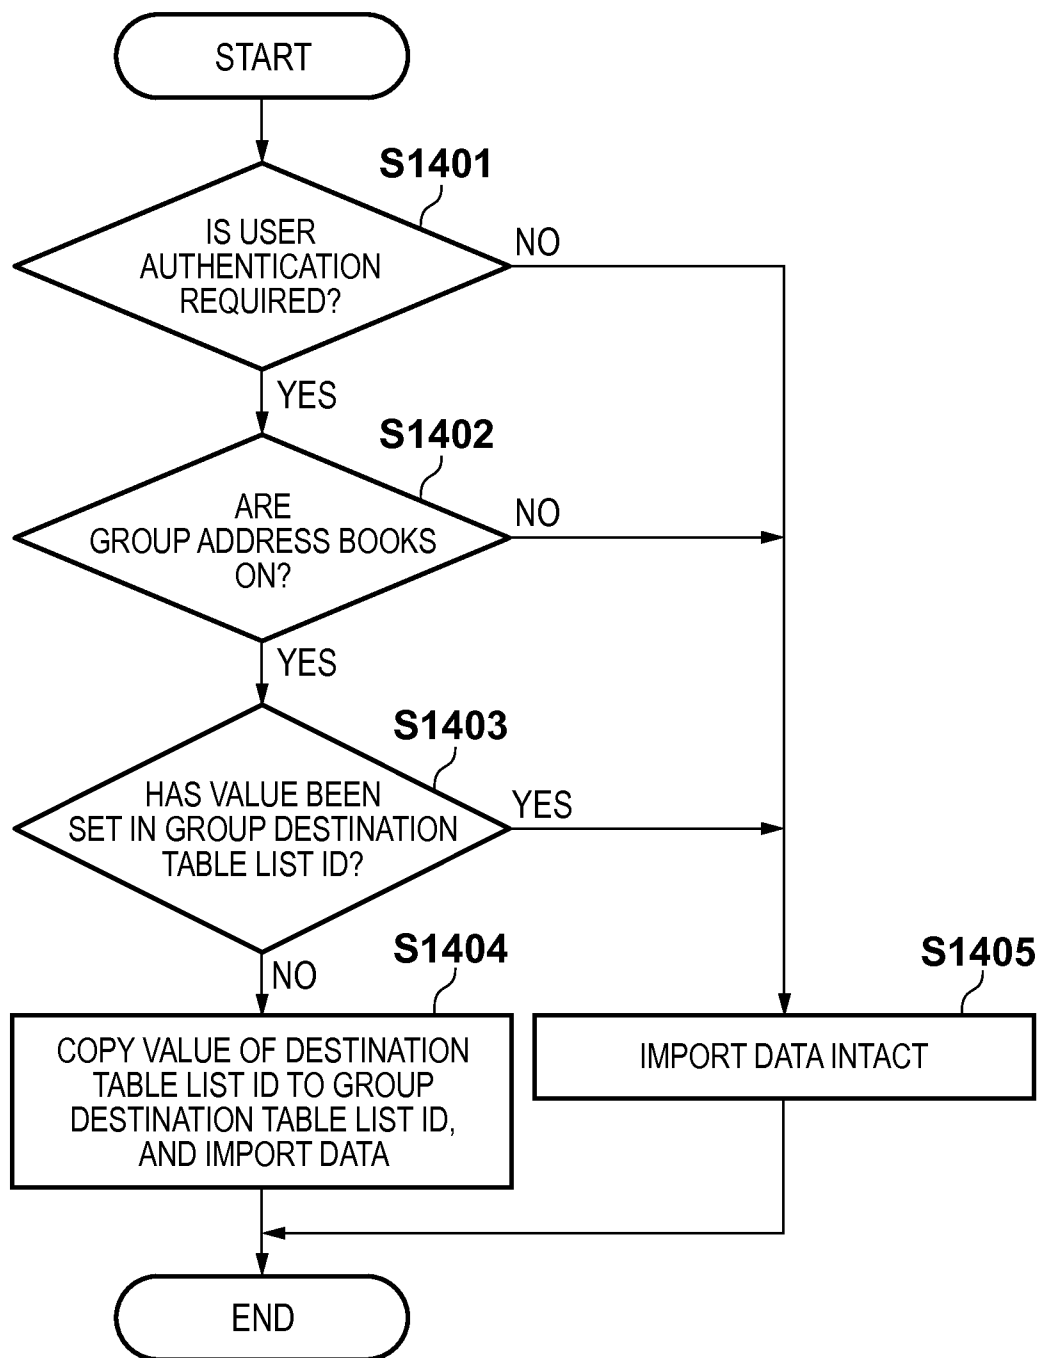 START
S1401
IS USER
AUTHENTICATION
REQUIRED?
NO
YES
S1402
ARE
GROUP ADDRESS BOOKS
ON?
NO
YES
S1403
HAS VALUE BEEN
SET IN GROUP DESTINATION
TABLE LIST ID?
YES
NO
S1404
COPY VALUE OF DESTINATION
TABLE LIST ID TO GROUP
DESTINATION TABLE LIST ID,
AND IMPORT DATA
S1405
IMPORT DATA INTACT
END